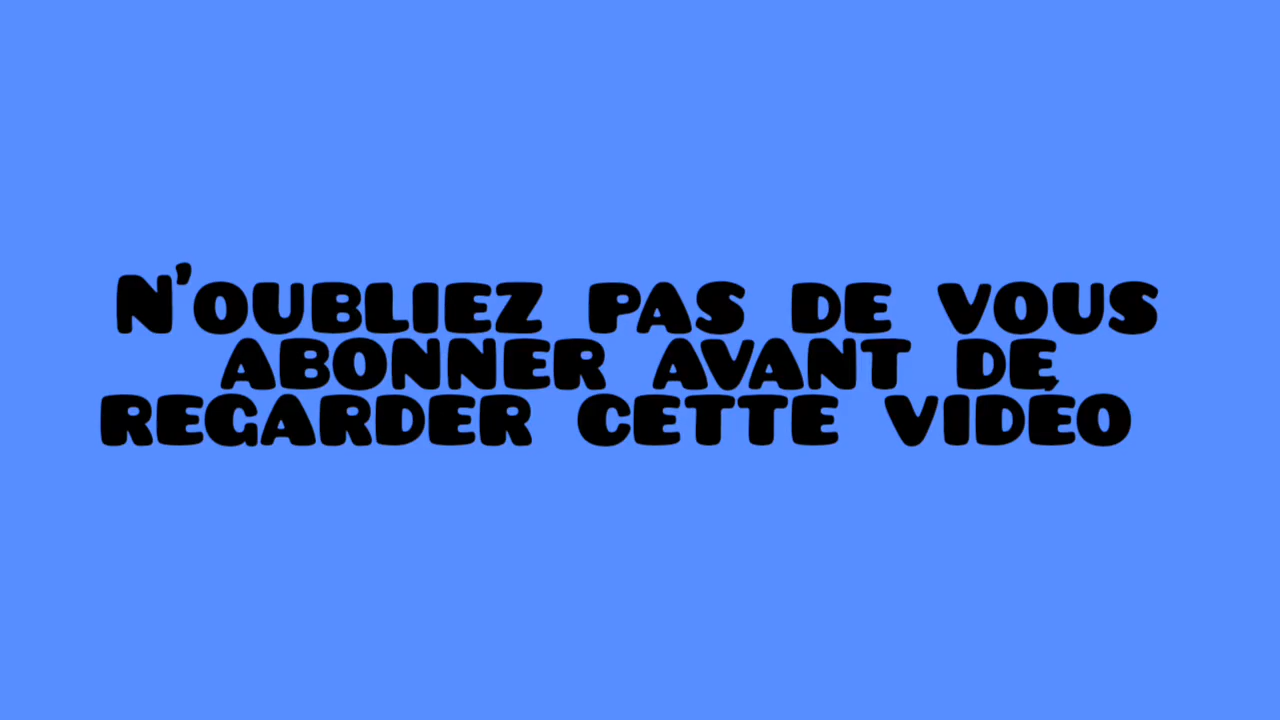 N'OUBLIEZ PAS DE VOUS
ABONNER AVANT DE
REGARDER CETTE VIDÉO